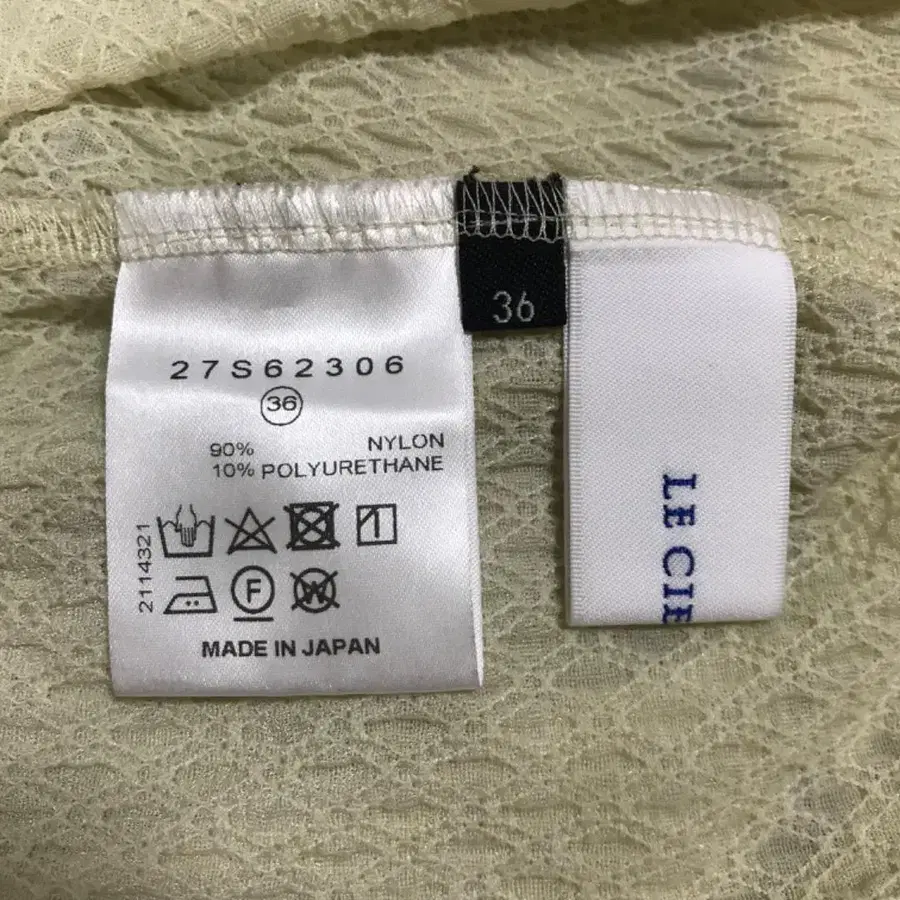 27S62306
36
90% NYLON
10% POLYURETHANE
2114321
F
W
MADE IN JAPAN
36
LE CIE